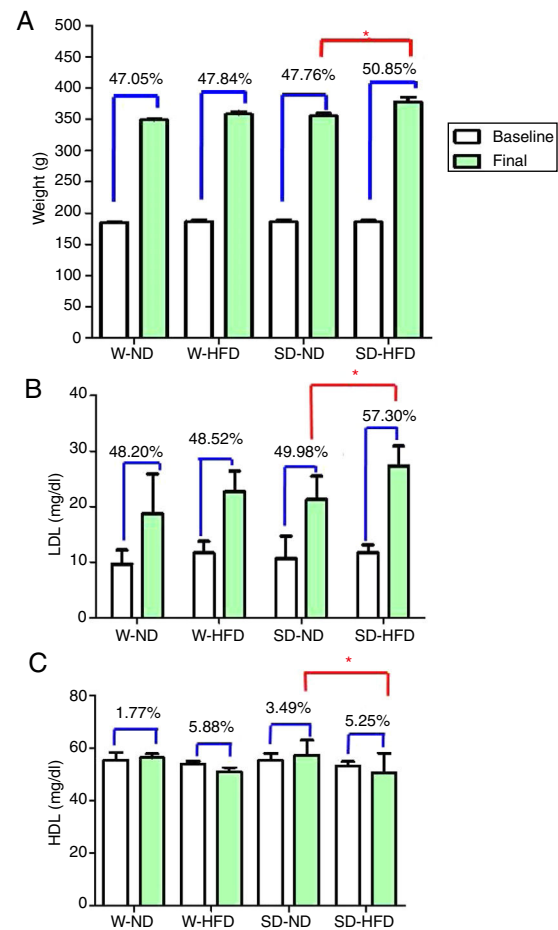 A
500
450
400
350
300
250
200
150
100
50
0
Weight (g)
47.05%
47.84%
47.76%
50.85%
*
Baseline
Final
W-ND
W-HFD
SD-ND
SD-HFD
B
40
30
20
10
0
LDL (mg/dl)
48.20%
48.52%
49.98%
57.30%
*
W-ND
W-HFD
SD-ND
SD-HFD
C
80
60
40
20
0
HDL (mg/dl)
1.77%
5.88%
3.49%
5.25%
*
W-ND
W-HFD
SD-ND
SD-HFD